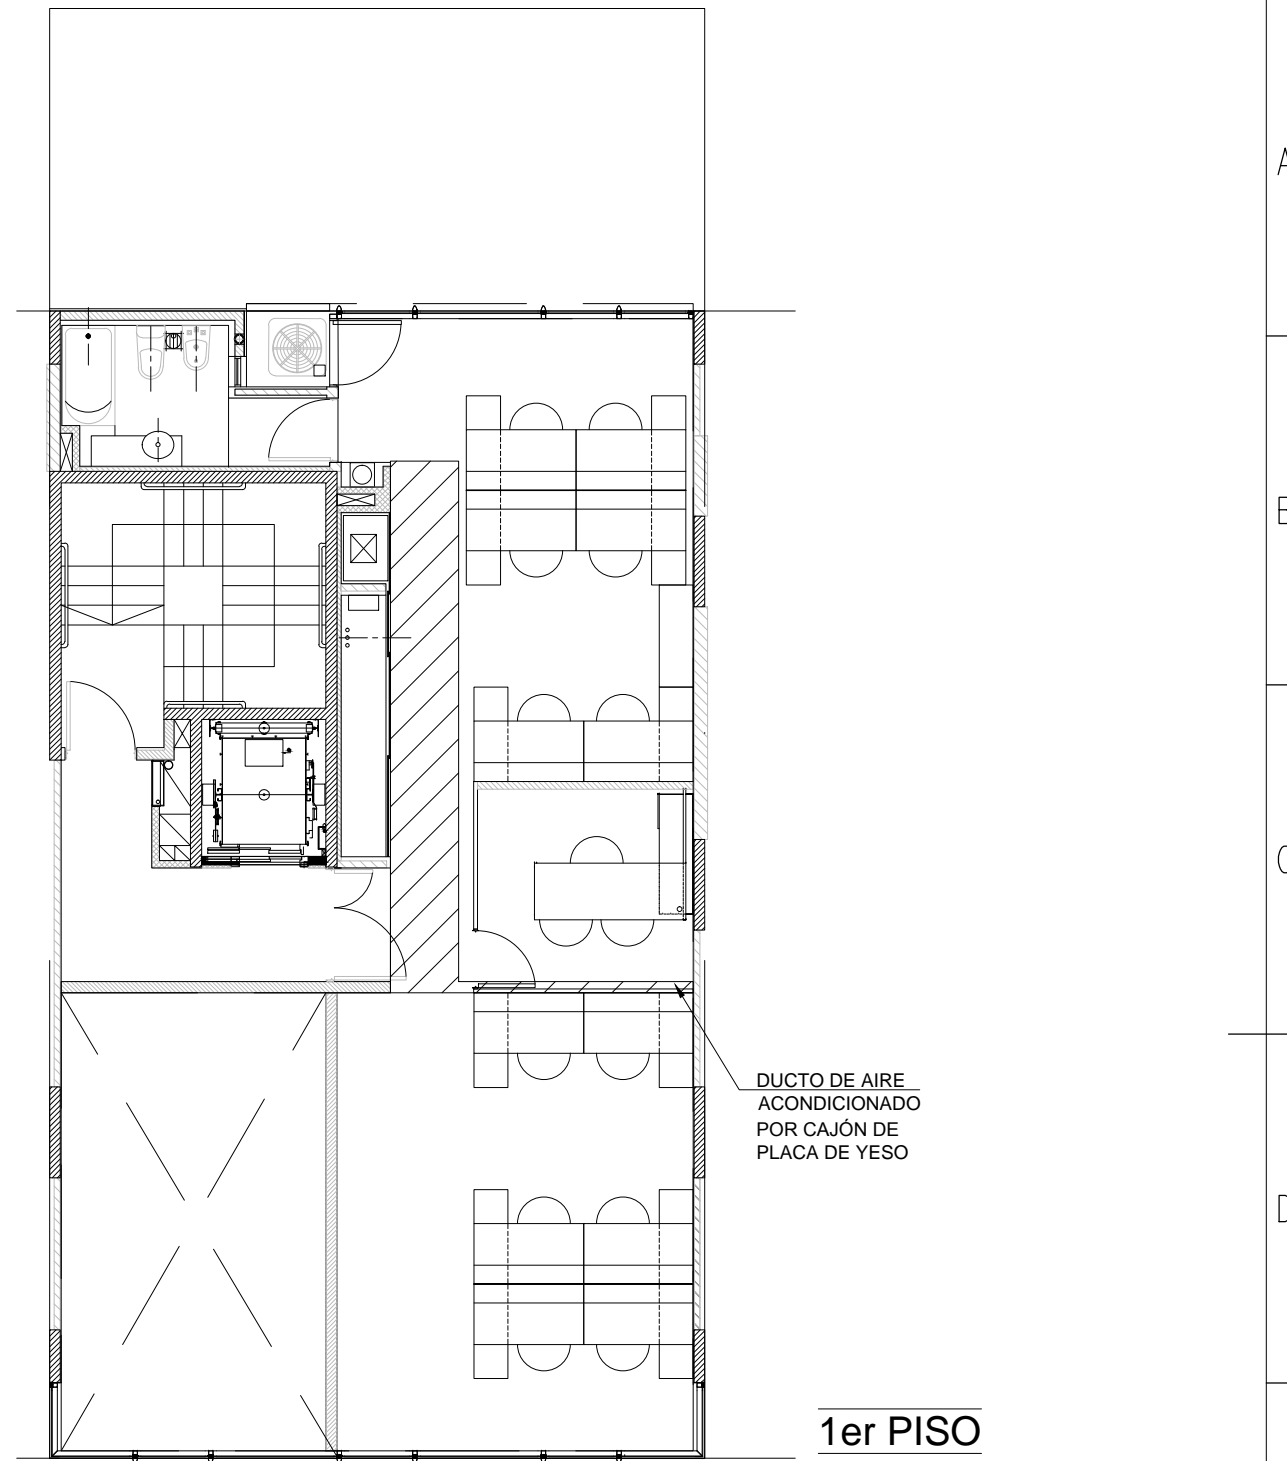 A
B
C
DUCTO DE AIRE
ACONDICIONADO
POR CAJÓN DE
PLACA DE YESO
D
1er PISO